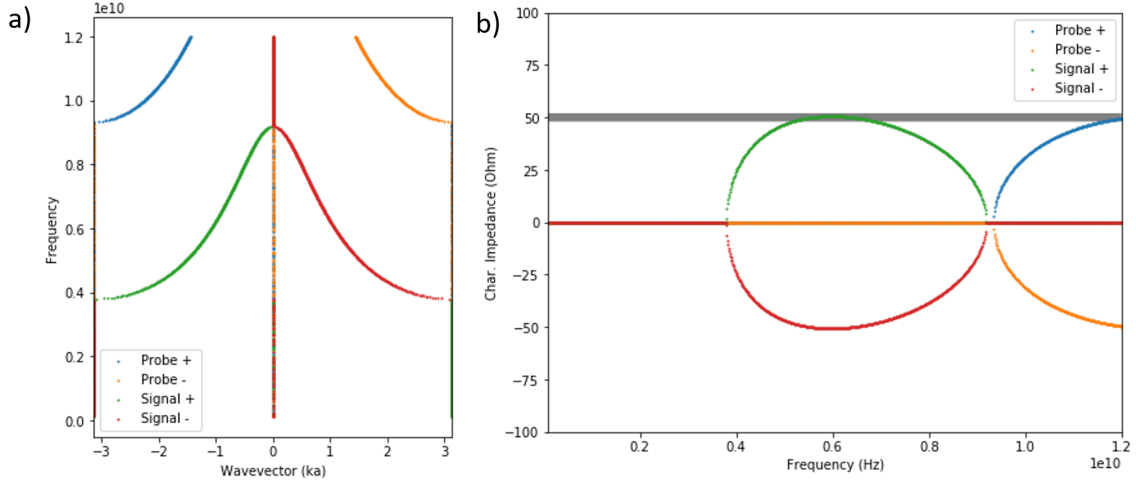 a)
1e10
1.2
1.0
0.8
0.6
0.4
0.2
0.0
Frequency
Probe +
Probe -
Signal +
Signal -
−3 −2 −1 0 1 2 3
Wavevector (ka)
b)
100
75
50
25
0
−25
−50
−75
−100
Char. Impedance (Ohm)
Probe +
Probe -
Signal +
Signal -
0.2 0.4 0.6 0.8 1.0 1.2
1e10
Frequency (Hz)